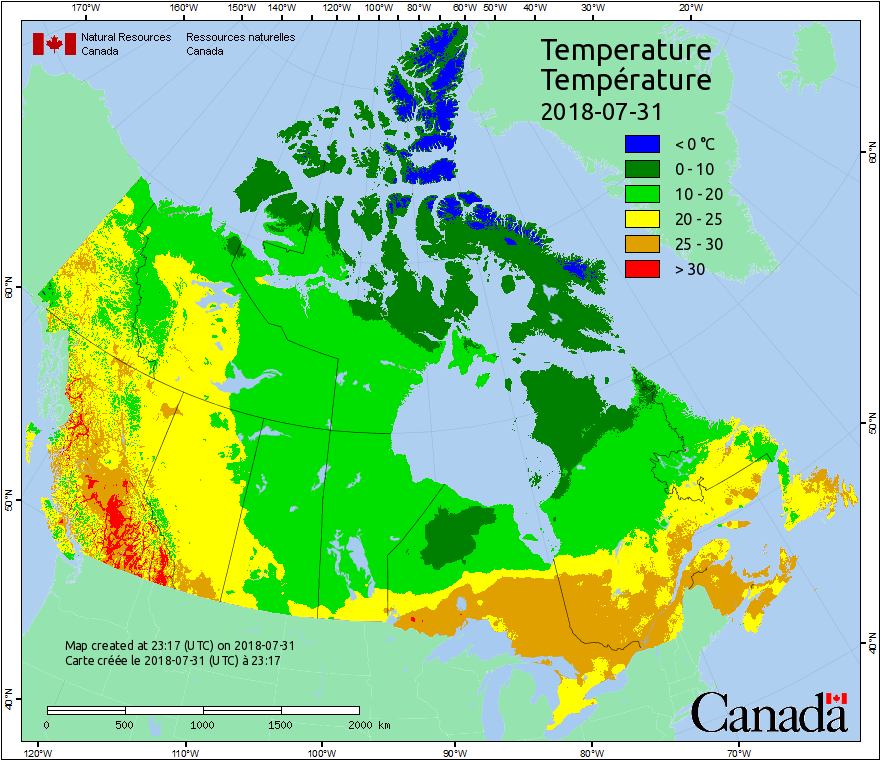 170°W 160°W 150°W 140°W 120°W 100°W 80°W 60°W 50°W 40°W 30°W 20°W
Natural Resources Ressources naturelles
Canada Canada
Temperature
Température
2018-07-31
< 0 °C
0 - 10
10 - 20
20 - 25
25 - 30
> 30
60°N
60°N
50°N
50°N
40°N
40°N
Map created at 23:17 (UTC) on 2018-07-31
Carte créée le 2018-07-31 (UTC) à 23:17
0 500 1000 1500 2000 km
Canada
120°W 110°W 100°W 90°W 80°W 70°W